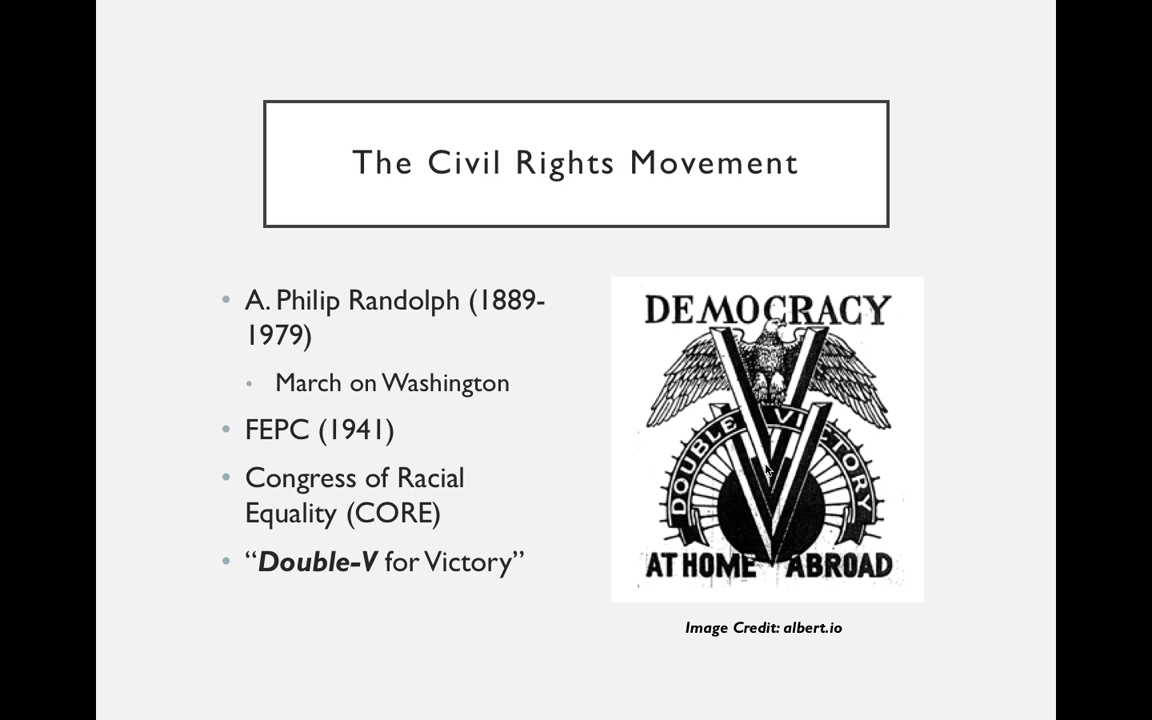 The Civil Rights Movement
• A. Philip Randolph (1889-
1979)
• March on Washington
• FEPC (1941)
• Congress of Racial
Equality (CORE)
• “Double-V for Victory”
DEMOCRACY
DOUBLE VICTORY
AT HOME ABROAD
Image Credit: albert.io